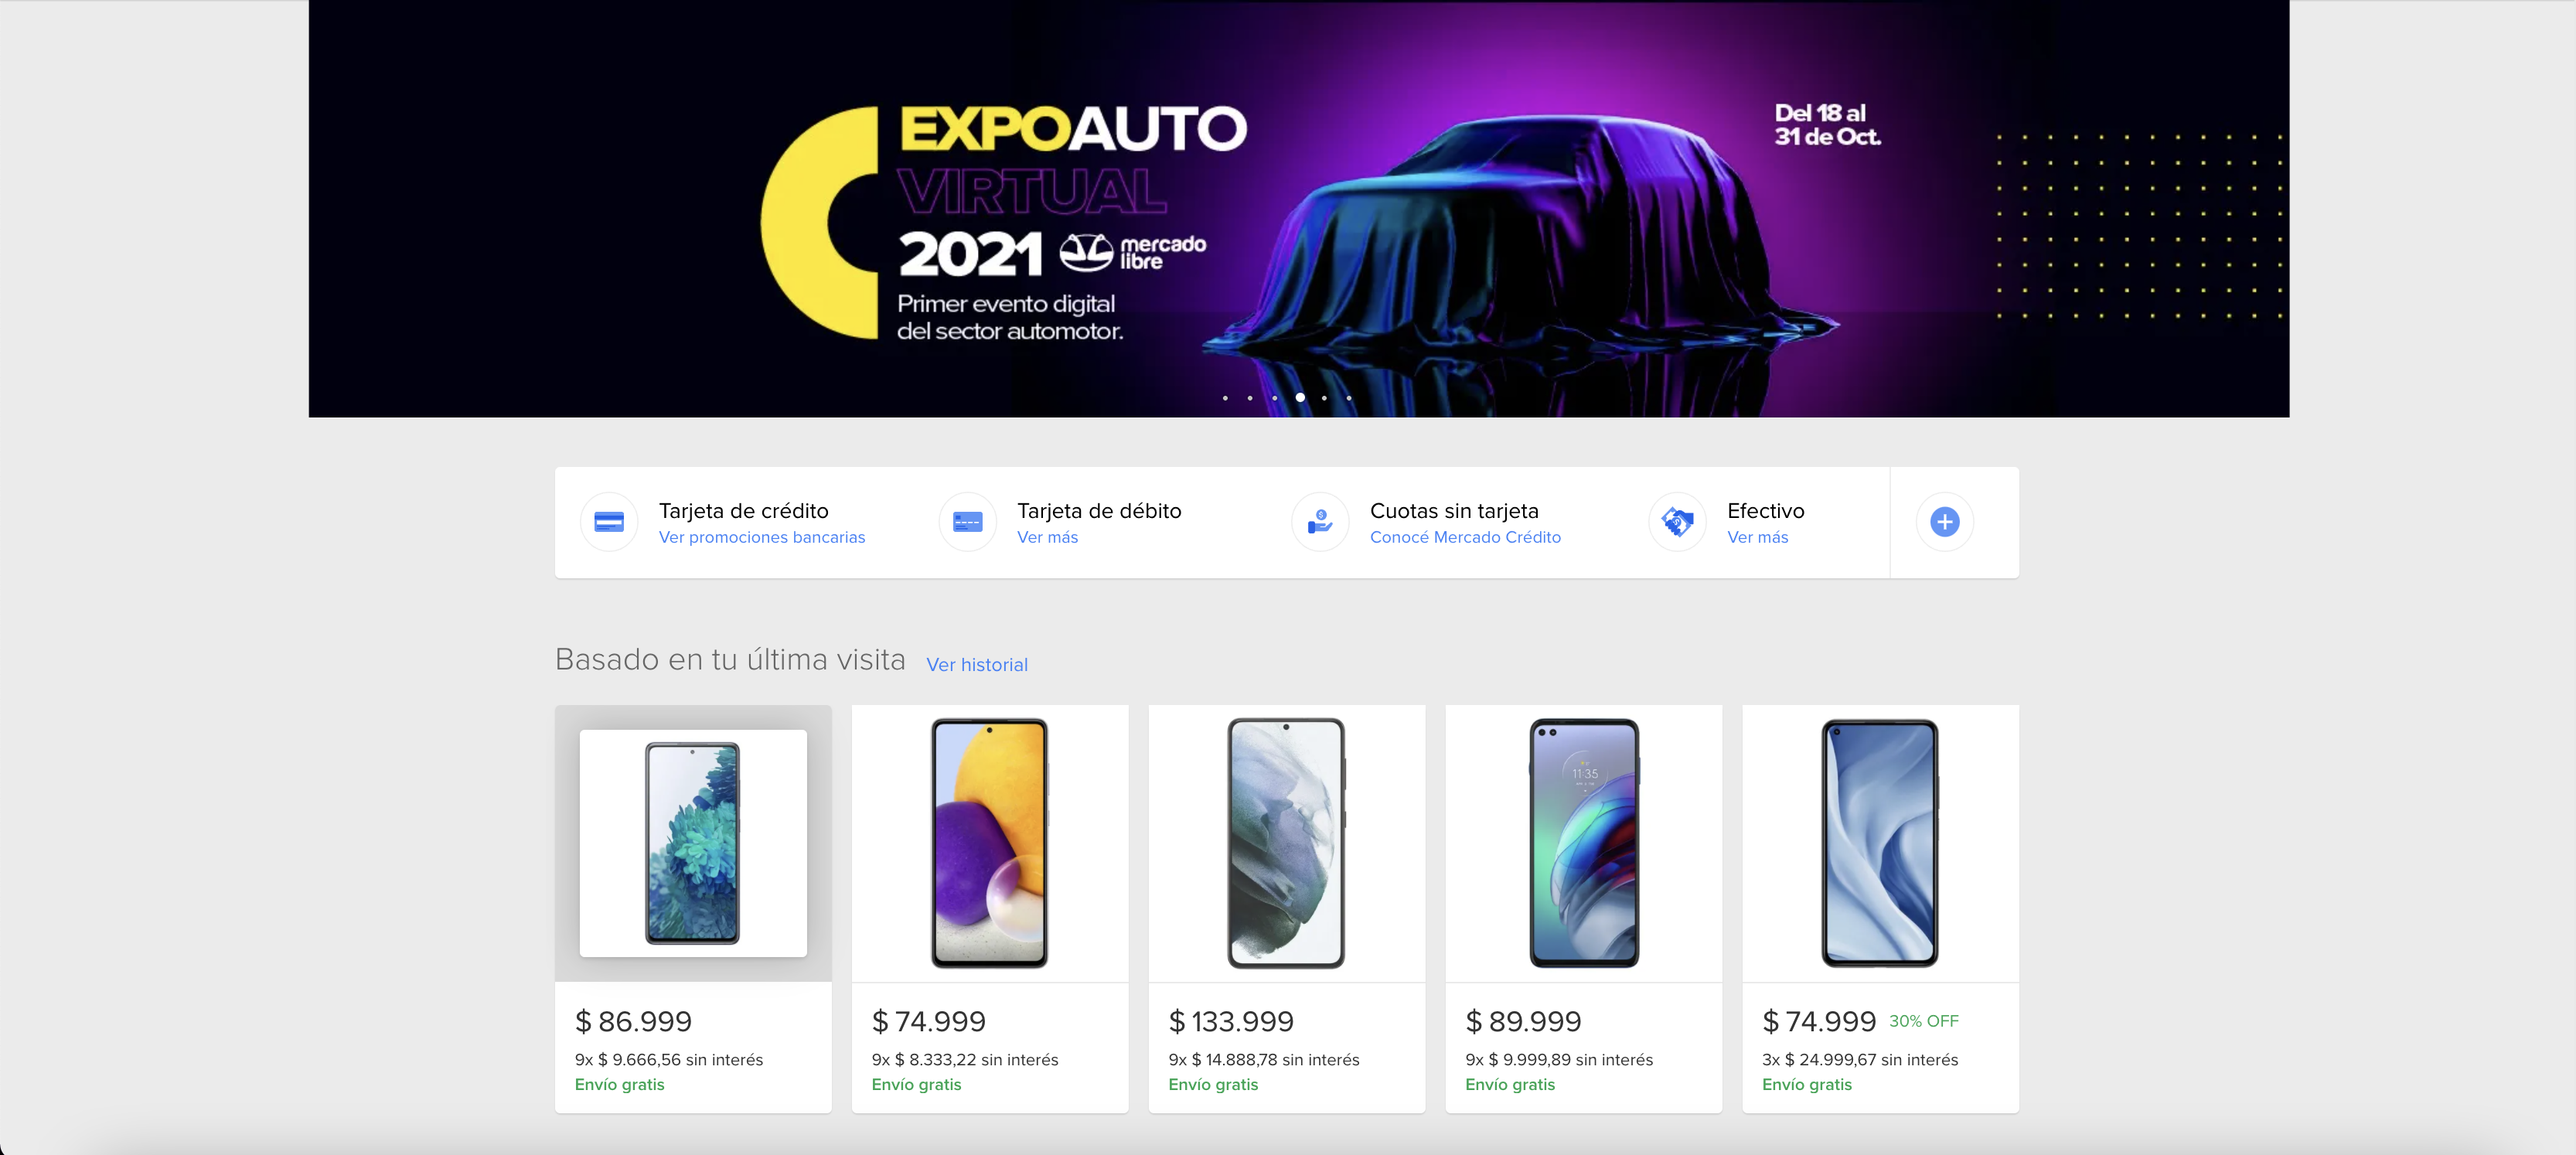 EXPOAUTO
VIRTUAL
2021 mercado libre
Primer evento digital
del sector automotor.
Del 18 al
31 de Oct.
Tarjeta de crédito
Ver promociones bancarias
Tarjeta de débito
Ver más
Cuotas sin tarjeta
Conocé Mercado Crédito
Efectivo
Ver más
Basado en tu última visita Ver historial
11:35
$ 86.999
9x $ 9.666,56 sin interés
Envío gratis
$ 74.999
9x $ 8.333,22 sin interés
Envío gratis
$ 133.999
9x $ 14.888,78 sin interés
Envío gratis
$ 89.999
9x $ 9.999,89 sin interés
Envío gratis
$ 74.999 30% OFF
3x $ 24.999,67 sin interés
Envío gratis